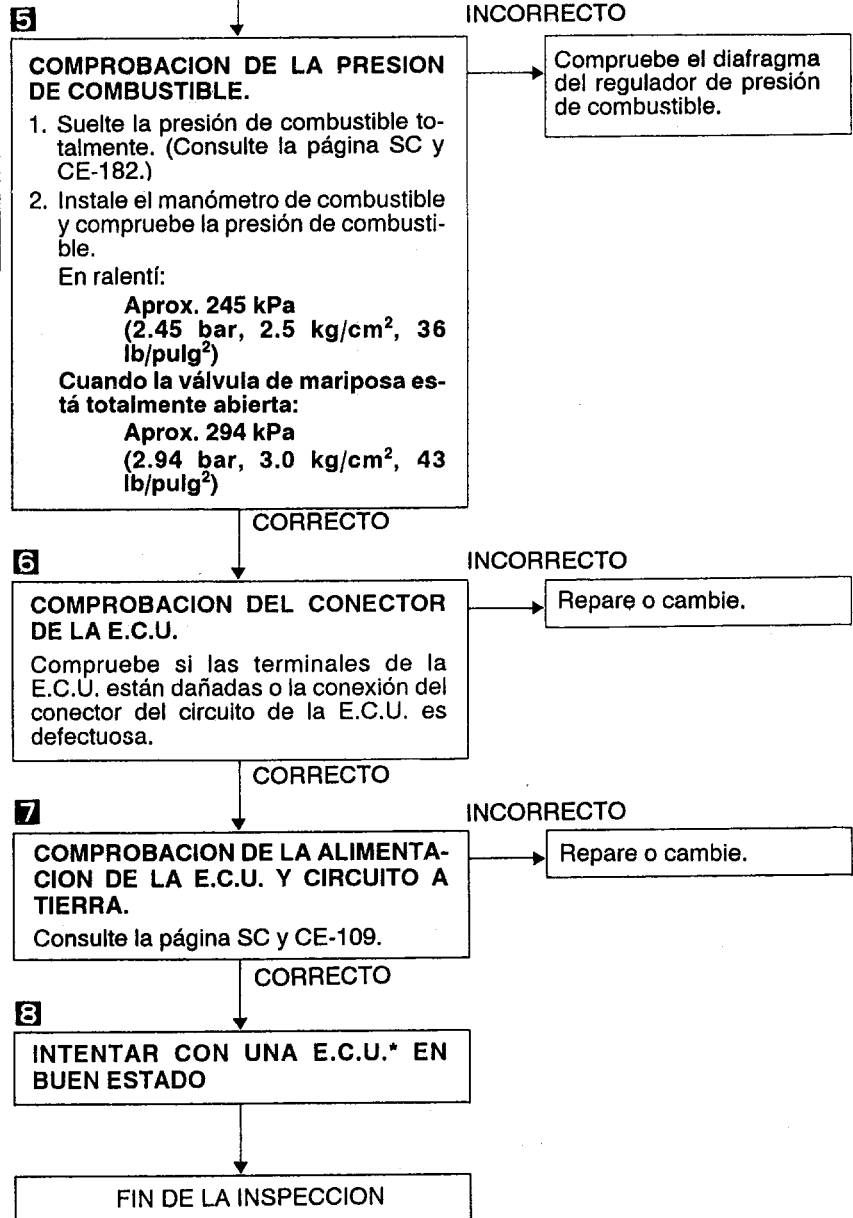 5
INCORRECTO
COMPROBACION DE LA PRESION
DE COMBUSTIBLE.
1. Suelte la presión de combustible to-
talmente. (Consulte la página SC y
CE-182.)
2. Instale el manómetro de combustible
y compruebe la presión de combusti-
ble.
En ralentí:
Aprox. 245 kPa
(2.45 bar, 2.5 kg/cm², 36
lb/pulg²)
Cuando la válvula de mariposa es-
tá totalmente abierta:
Aprox. 294 kPa
(2.94 bar, 3.0 kg/cm², 43
lb/pulg²)
Compruebe el diafragma
del regulador de presión
de combustible.
CORRECTO
6
INCORRECTO
COMPROBACION DEL CONECTOR
DE LA E.C.U.
Compruebe si las terminales de la
E.C.U. están dañadas o la conexión del
conector del circuito de la E.C.U. es
defectuosa.
Repare o cambie.
CORRECTO
7
INCORRECTO
COMPROBACION DE LA ALIMENTA-
CION DE LA E.C.U. Y CIRCUITO A
TIERRA.
Consulte la página SC y CE-109.
Repare o cambie.
CORRECTO
8
INTENTAR CON UNA E.C.U.* EN
BUEN ESTADO
FIN DE LA INSPECCION